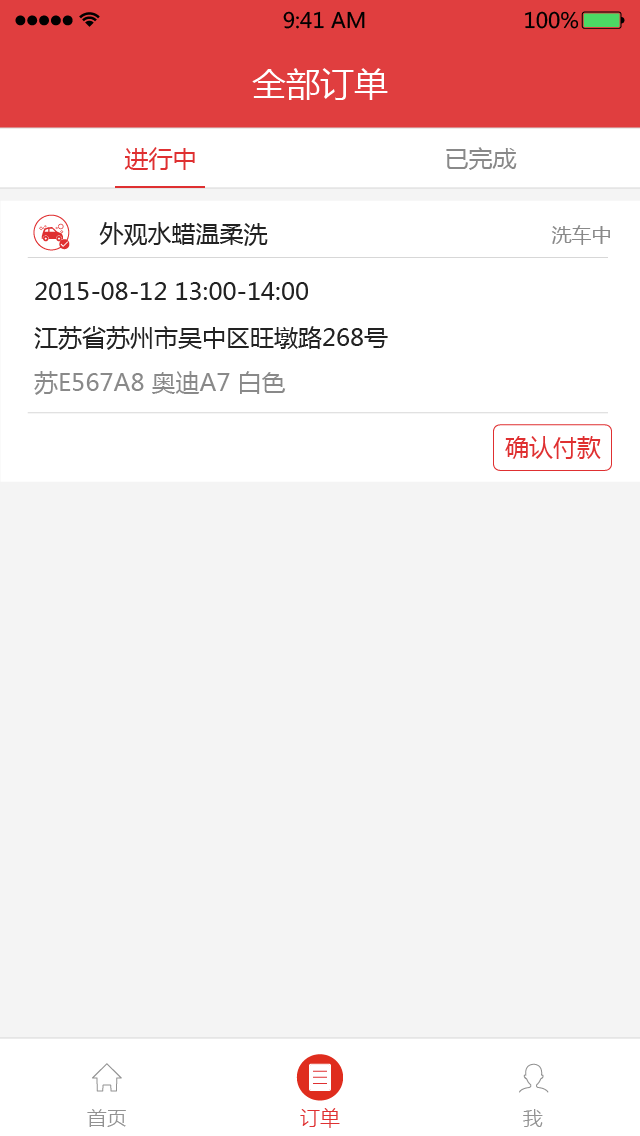 9:41 AM 100%
全部订单
进行中 已完成
外观水蜡温柔洗 洗车中
2015-08-12 13:00-14:00
江苏省苏州市吴中区旺墩路268号
苏E567A8 奥迪A7 白色
确认付款
首页 订单 我